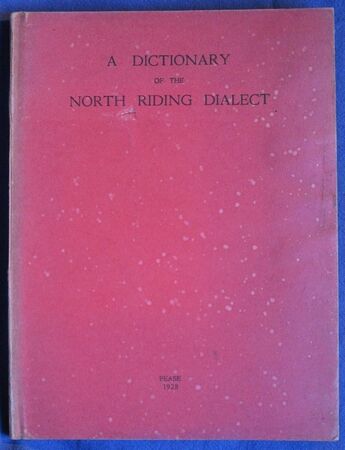 A DICTIONARY
OF THE
NORTH RIDING DIALECT
PEASE
1928